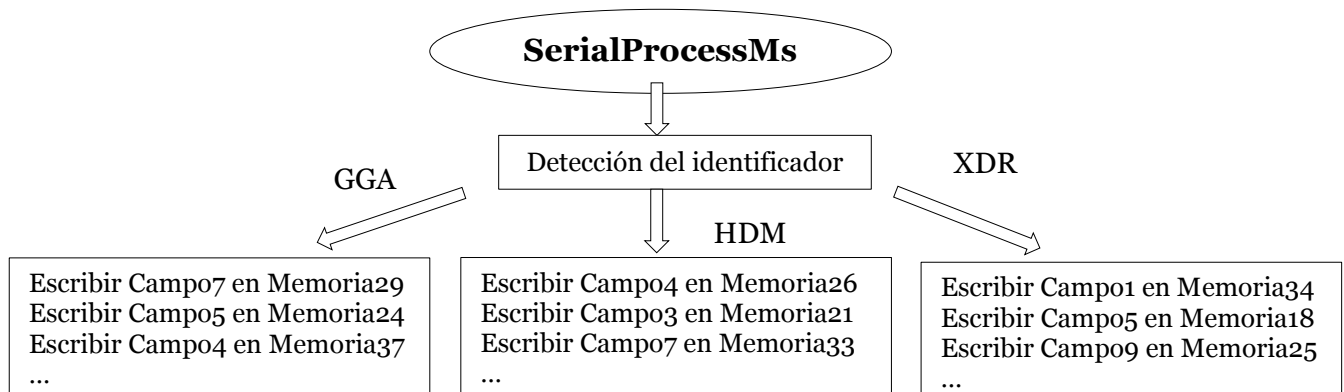 SerialProcessMs
Detección del identificador
GGA
HDM
XDR
Escribir Campo7 en Memoria29
Escribir Campo5 en Memoria24
Escribir Campo4 en Memoria37
...
Escribir Campo4 en Memoria26
Escribir Campo3 en Memoria21
Escribir Campo7 en Memoria33
...
Escribir Campo1 en Memoria34
Escribir Campo5 en Memoria18
Escribir Campo9 en Memoria25
...